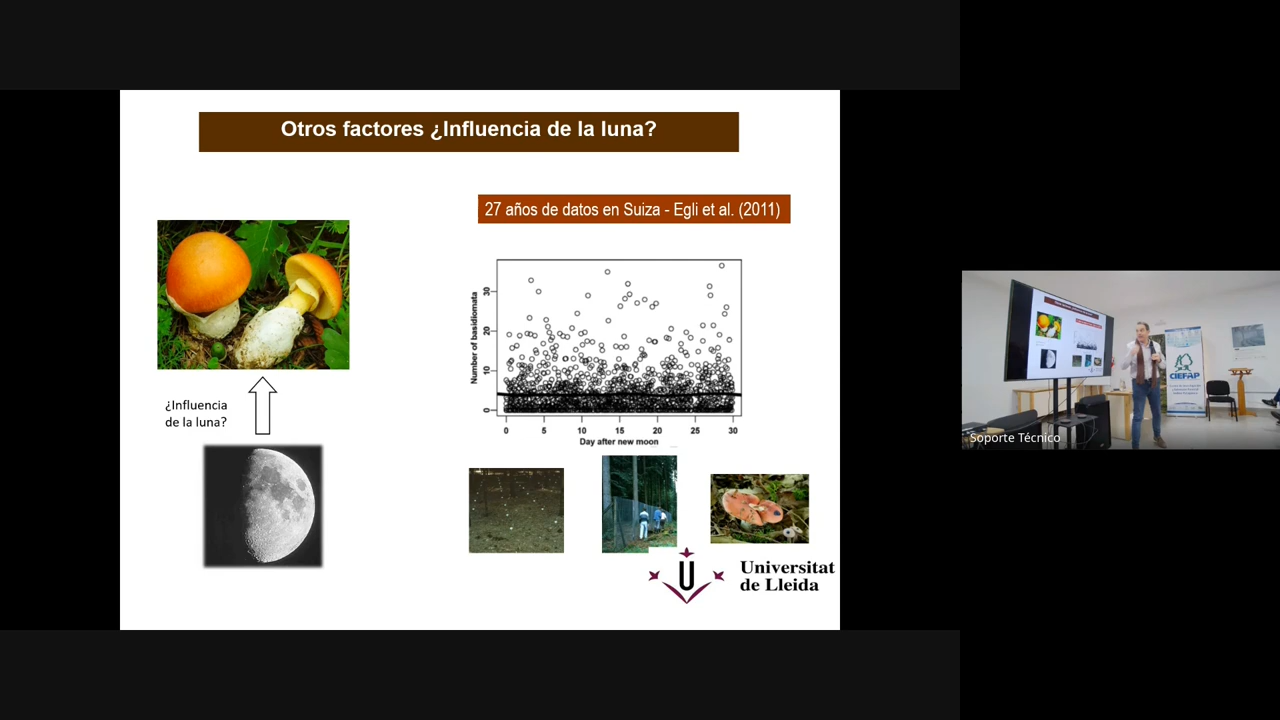 Otros factores ¿Influencia de la luna?
27 años de datos en Suiza - Egli et al. (2011)
¿Influencia
de la luna?
Number of basidiomata
30
20
10
0
0 5 10 15 20 25 30
Day after new moon
Universitat
de Lleida
CIEFAP
Soporte Técnico